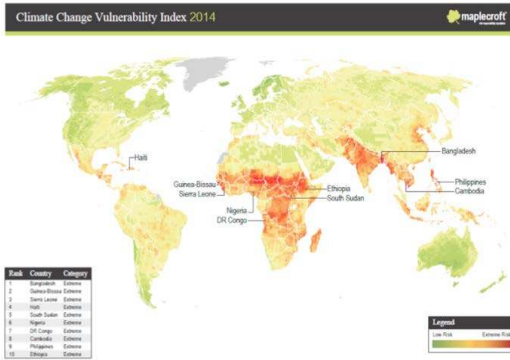 Climate Change Vulnerability Index 2014
maplecroft
Haiti
Guinea-Bissau
Sierra Leone
Nigeria
DR Congo
Ethiopia
South Sudan
Bangladesh
Philippines
Cambodia
Rank Country Category
1 Bangladesh Extreme
2 Guinea-Bissau Extreme
3 Sierra Leone Extreme
4 Haiti Extreme
5 South Sudan Extreme
6 Nigeria Extreme
7 DR Congo Extreme
8 Cambodia Extreme
9 Philippines Extreme
10 Ethiopia Extreme
Legend
Low Risk Extreme Risk